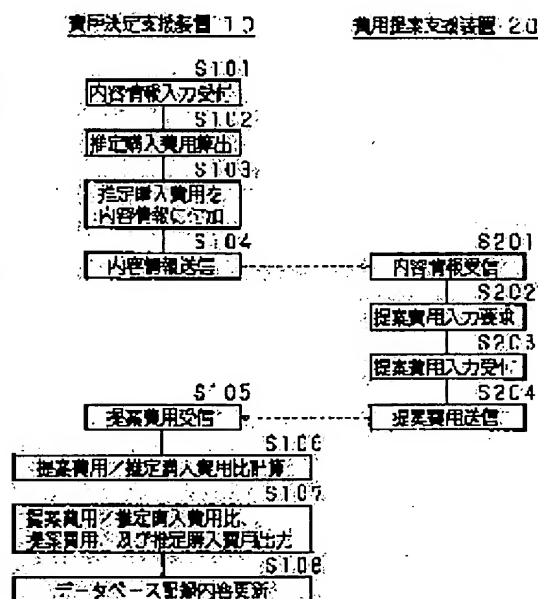 費用決定支援装置 10
費用提案支援装置 20
S101
内容情報入力受付
S102
推定購入費用算出
S103
推定購入費用を
内容情報に付加
S104
内容情報送信
S201
内容情報受信
S202
提案費用入力要求
S203
提案費用入力受付
S204
提案費用送信
S105
提案費用受信
S106
提案費用/推定購入費用比計算
S107
提案費用/推定購入費用比、
提案費用、及び推定購入費用出力
S108
データベース記録内容更新